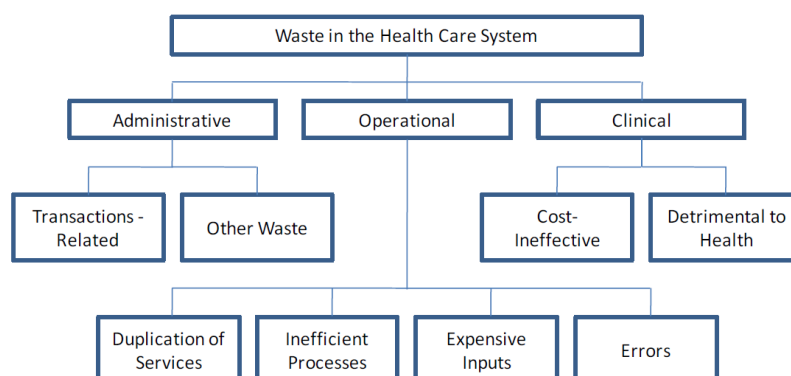 Waste in the Health Care System
Administrative
Operational
Clinical
Transactions -
Related
Other Waste
Cost-
Ineffective
Detrimental to
Health
Duplication of
Services
Inefficient
Processes
Expensive
Inputs
Errors